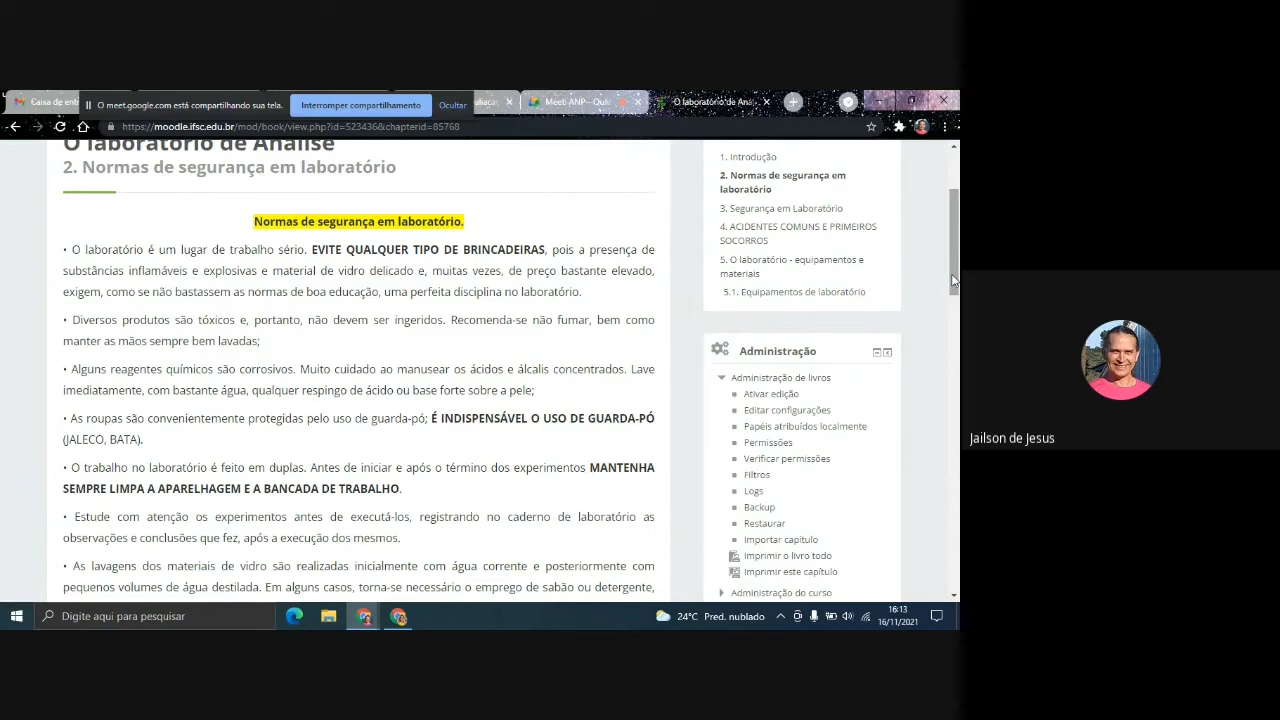 Caixa de ent
O meet.google.com está compartilhando sua tela.
Interromper compartilhamento
Ocultar
Meet: ANP – Quí
O laboratório de Aná
https://moodle.ifsc.edu.br/mod/book/view.php?id=523436&chapterid=85768
O laboratório de Análise
2. Normas de segurança em laboratório
Normas de segurança em laboratório.
• O laboratório é um lugar de trabalho sério. EVITE QUALQUER TIPO DE BRINCADEIRAS, pois a presença de
substâncias inflamáveis e explosivas e material de vidro delicado e, muitas vezes, de preço bastante elevado,
exigem, como se não bastassem as normas de boa educação, uma perfeita disciplina no laboratório.
• Diversos produtos são tóxicos e, portanto, não devem ser ingeridos. Recomenda-se não fumar, bem como
manter as mãos sempre bem lavadas;
• Alguns reagentes químicos são corrosivos. Muito cuidado ao manusear os ácidos e álcalis concentrados. Lave
imediatamente, com bastante água, qualquer respingo de ácido ou base forte sobre a pele;
• As roupas são convenientemente protegidas pelo uso de guarda-pó; É INDISPENSÁVEL O USO DE GUARDA-PÓ
(JALECO, BATA).
• O trabalho no laboratório é feito em duplas. Antes de iniciar e após o término dos experimentos MANTENHA
SEMPRE LIMPA A APARELHAGEM E A BANCADA DE TRABALHO.
• Estude com atenção os experimentos antes de executá-los, registrando no caderno de laboratório as
observações e conclusões que fez, após a execução dos mesmos.
• As lavagens dos materiais de vidro são realizadas inicialmente com água corrente e posteriormente com
pequenos volumes de água destilada. Em alguns casos, torna-se necessário o emprego de sabão ou detergente,
1. Introdução
2. Normas de segurança em
laboratório
3. Segurança em Laboratório
4. ACIDENTES COMUNS E PRIMEIROS
SOCORROS
5. O laboratório - equipamentos e
materiais
5.1. Equipamentos de laboratório
Administração
Administração de livros
Ativar edição
Editar configurações
Papéis atribuídos localmente
Permissões
Verificar permissões
Filtros
Logs
Backup
Restaurar
Importar capítulo
Imprimir o livro todo
Imprimir este capítulo
Administração do curso
Jailson de Jesus
Digite aqui para pesquisar
24°C Pred. nublado
16:13
16/11/2021